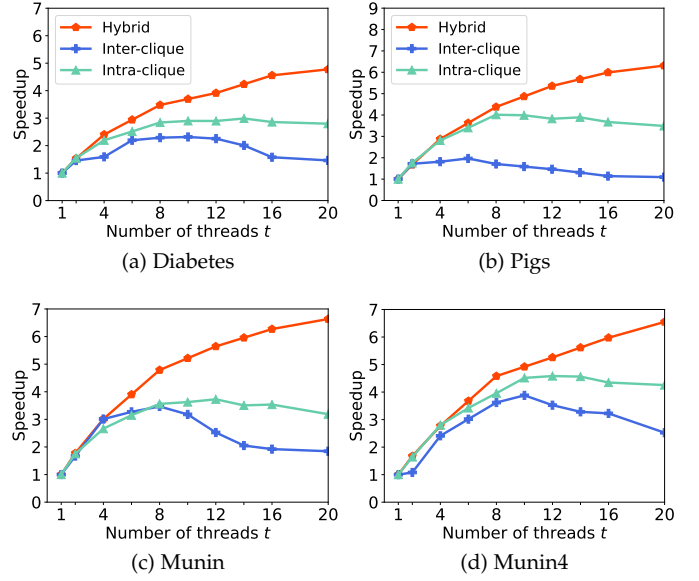 7
6
5
4
3
2
1
0
Speedup
Hybrid
Inter-clique
Intra-clique
1 4 8 12 16 20
Number of threads t
(a) Diabetes
9
8
7
6
5
4
3
2
1
0
Speedup
Hybrid
Inter-clique
Intra-clique
1 4 8 12 16 20
Number of threads t
(b) Pigs
7
6
5
4
3
2
1
0
Speedup
1 4 8 12 16 20
Number of threads t
(c) Munin
7
6
5
4
3
2
1
0
Speedup
1 4 8 12 16 20
Number of threads t
(d) Munin4